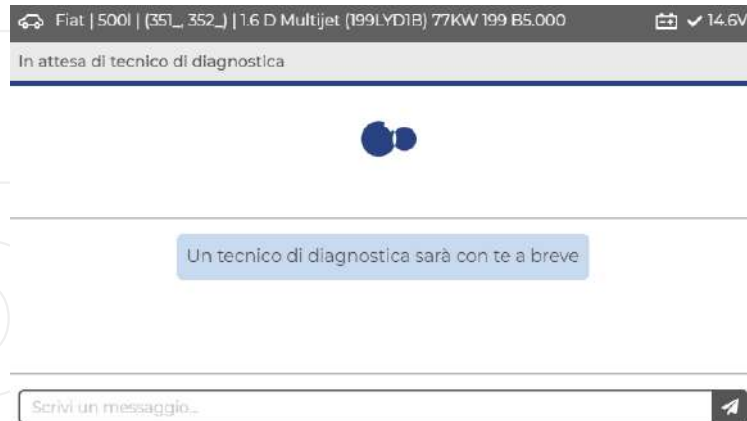 Fiat | 500l | (351_, 352_) | 1.6 D Multijet (199LYD1B) 77KW 199 B5.000 14.6V
In attesa di tecnico di diagnostica
Un tecnico di diagnostica sarà con te a breve
Scrivi un messaggio...